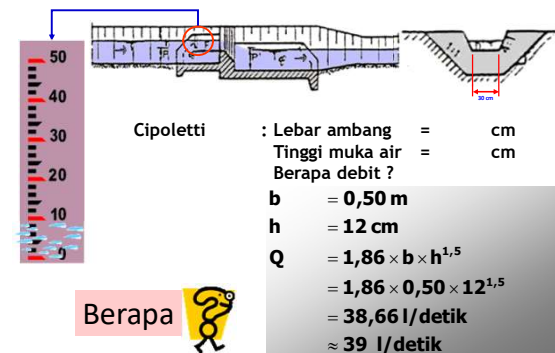 50
40
30
20
10
0
30 cm
Cipoletti : Lebar ambang = cm
Tinggi muka air = cm
Berapa debit ?
b = 0,50 m
h = 12 cm
Q = 1,86 × b × h^1,5
= 1,86 × 0,50 × 12^1,5
= 38,66 l/detik
≈ 39 l/detik
Berapa